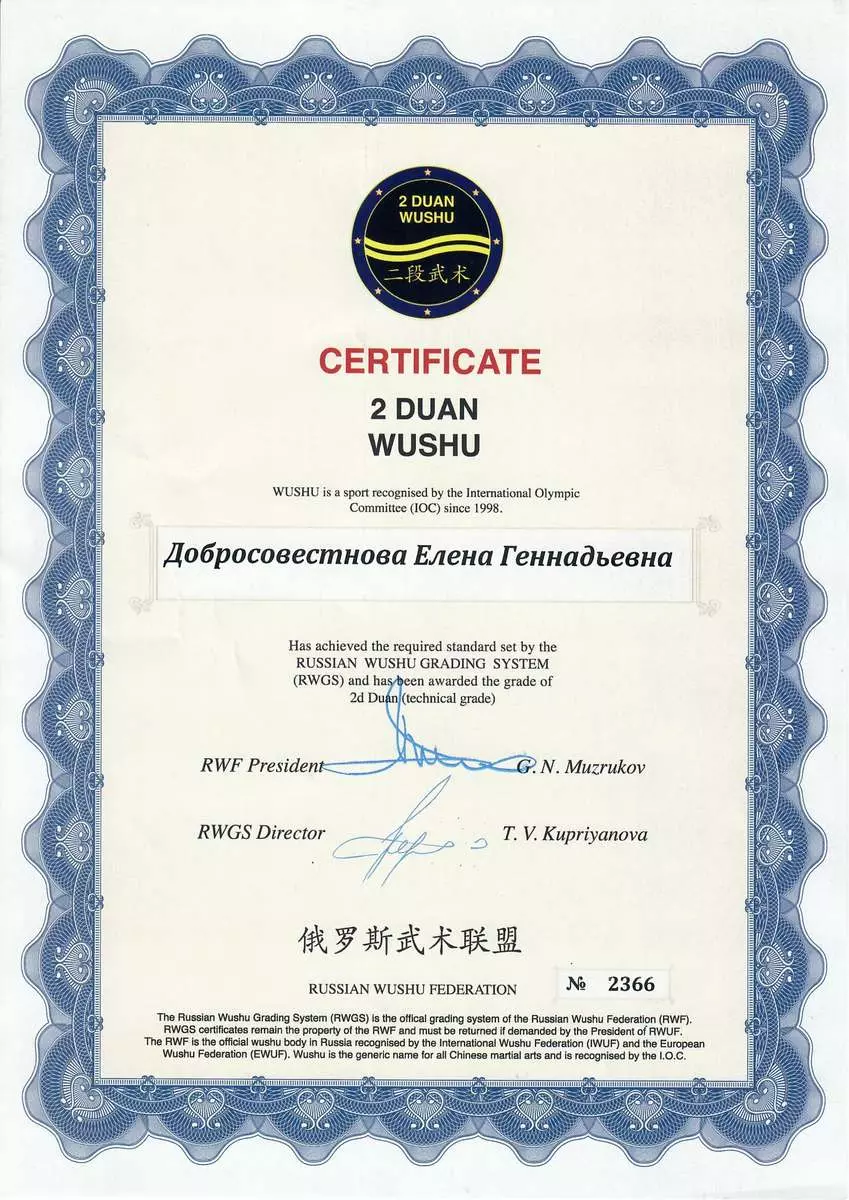 2 DUAN
WUSHU
二段武术
CERTIFICATE
2 DUAN
WUSHU
WUSHU is a sport recognised by the International Olympic
Committee (IOC) since 1998.
Добросовестнова Елена Геннадьевна
Has achieved the required standard set by the
RUSSIAN WUSHU GRADING SYSTEM
(RWGS) and has been awarded the grade of
2d Duan (technical grade)
RWF President G. N. Muzrukov
RWGS Director T. V. Kupriyanova
俄罗斯武术联盟
RUSSIAN WUSHU FEDERATION
№ 2366
The Russian Wushu Grading System (RWGS) is the offical grading system of the Russian Wushu Federation (RWF).
RWGS certificates remain the property of the RWF and must be returned if demanded by the President of RWUF.
The RWF is the official wushu body in Russia recognised by the International Wushu Federation (IWUF) and the European
Wushu Federation (EWUF). Wushu is the generic name for all Chinese martial arts and is recognised by the I.O.C.